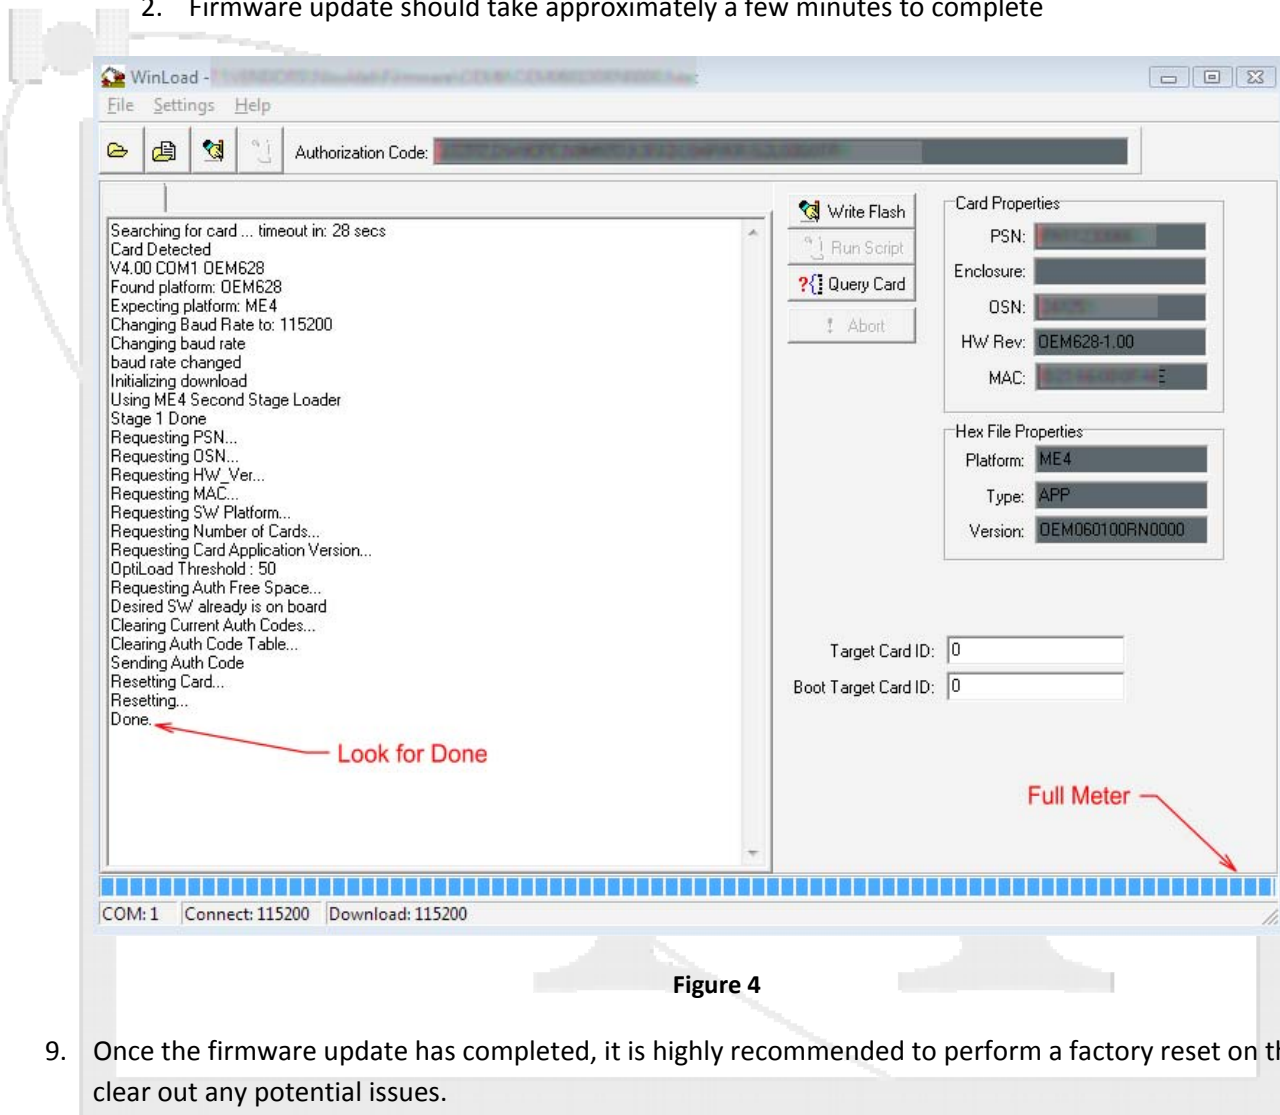 2. Firmware update should take approximately a few minutes to complete
WinLoad -
File Settings Help
Authorization Code:
Searching for card ... timeout in: 28 secs
Card Detected
V4.00 COM1 OEM628
Found platform: OEM628
Expecting platform: ME4
Changing Baud Rate to: 115200
Changing baud rate
baud rate changed
Initializing download
Using ME4 Second Stage Loader
Stage 1 Done
Requesting PSN...
Requesting OSN...
Requesting HW_Ver...
Requesting MAC...
Requesting SW Platform...
Requesting Number of Cards...
Requesting Card Application Version...
OptiLoad Threshold : 50
Requesting Auth Free Space...
Desired SW already is on board
Clearing Current Auth Codes...
Clearing Auth Code Table...
Sending Auth Code
Resetting Card...
Resetting...
Done.
Look for Done
Write Flash
Run Script
?{} Query Card
! Abort
Card Properties
PSN:
Enclosure:
OSN:
HW Rev: OEM628-1.00
MAC:
Hex File Properties
Platform: ME4
Type: APP
Version: OEM060100RN0000
Target Card ID: 0
Boot Target Card ID: 0
Full Meter
COM: 1 Connect: 115200 Download: 115200
Figure 4
9. Once the firmware update has completed, it is highly recommended to perform a factory reset on th
clear out any potential issues.